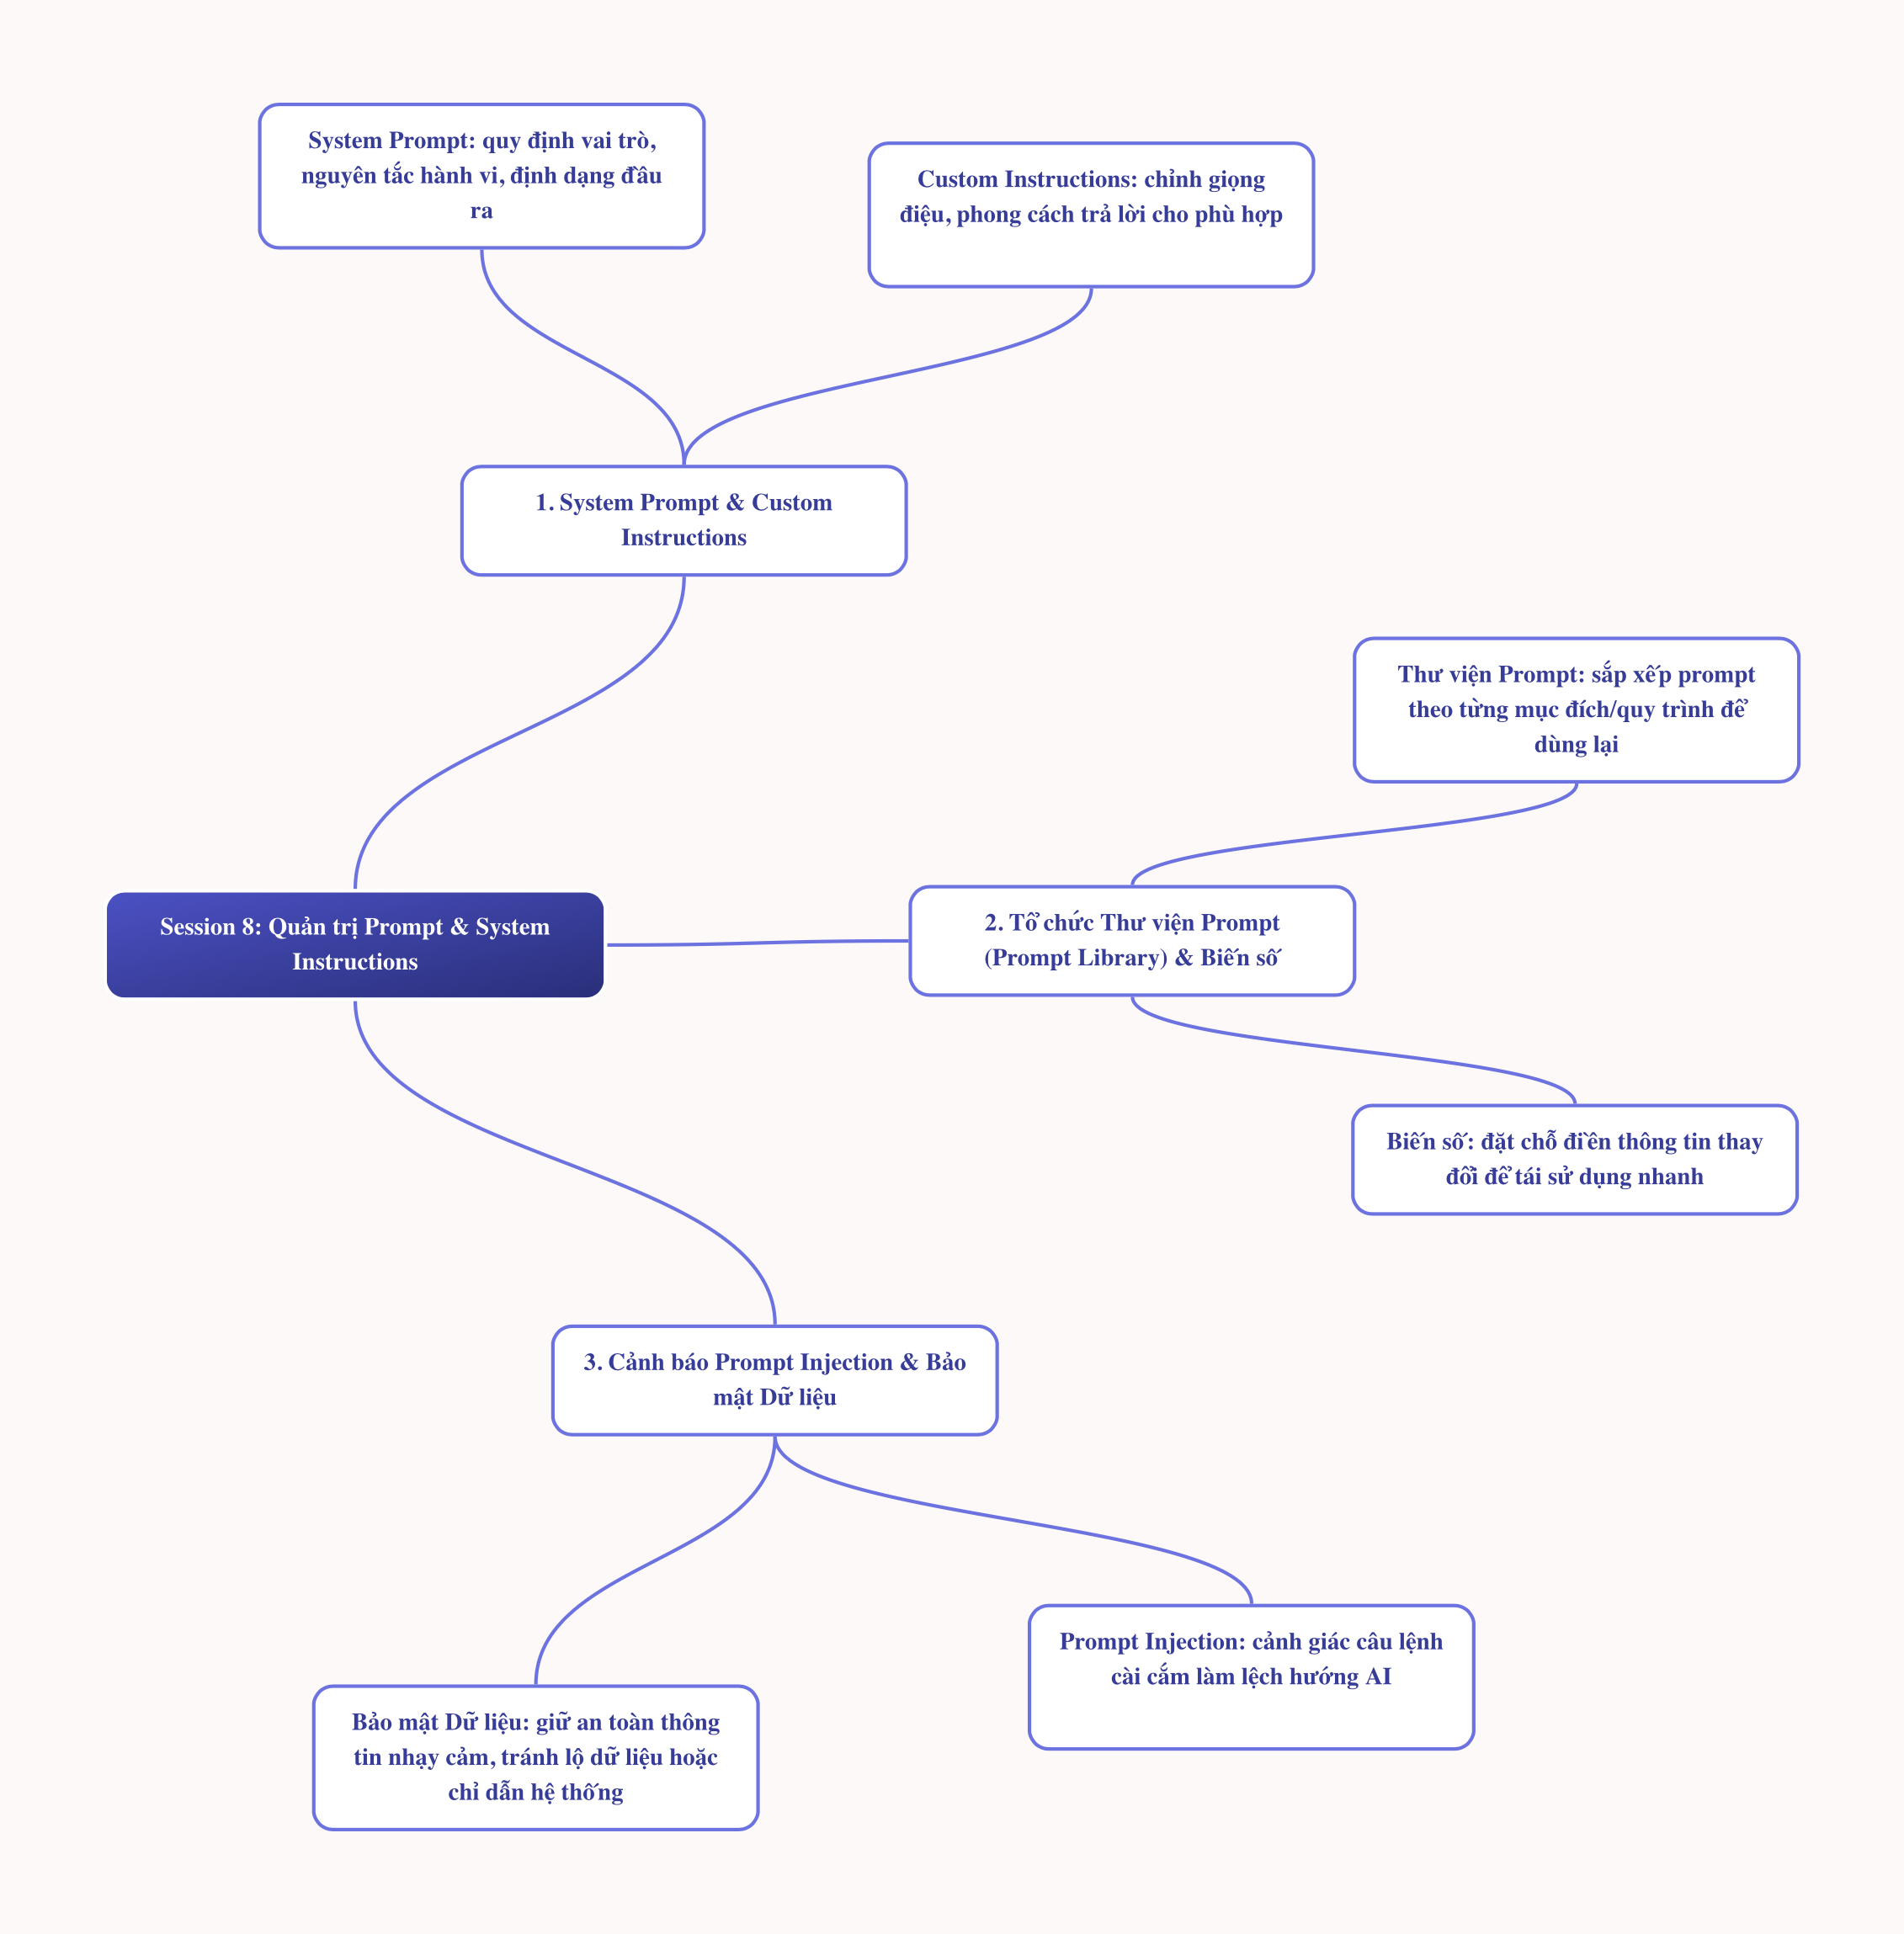 System Prompt: quy định vai trò,
nguyên tắc hành vi, định dạng đầu
ra
Custom Instructions: chỉnh giọng
điệu, phong cách trả lời cho phù hợp
1. System Prompt & Custom
Instructions
Thư viện Prompt: sắp xếp prompt
theo từng mục đích/quy trình để
dùng lại
Session 8: Quản trị Prompt & System
Instructions
2. Tổ chức Thư viện Prompt
(Prompt Library) & Biến số
Biến số: đặt chỗ điền thông tin thay
đổi để tái sử dụng nhanh
3. Cảnh báo Prompt Injection & Bảo
mật Dữ liệu
Prompt Injection: cảnh giác câu lệnh
cài cắm làm lệch hướng AI
Bảo mật Dữ liệu: giữ an toàn thông
tin nhạy cảm, tránh lộ dữ liệu hoặc
chỉ dẫn hệ thống